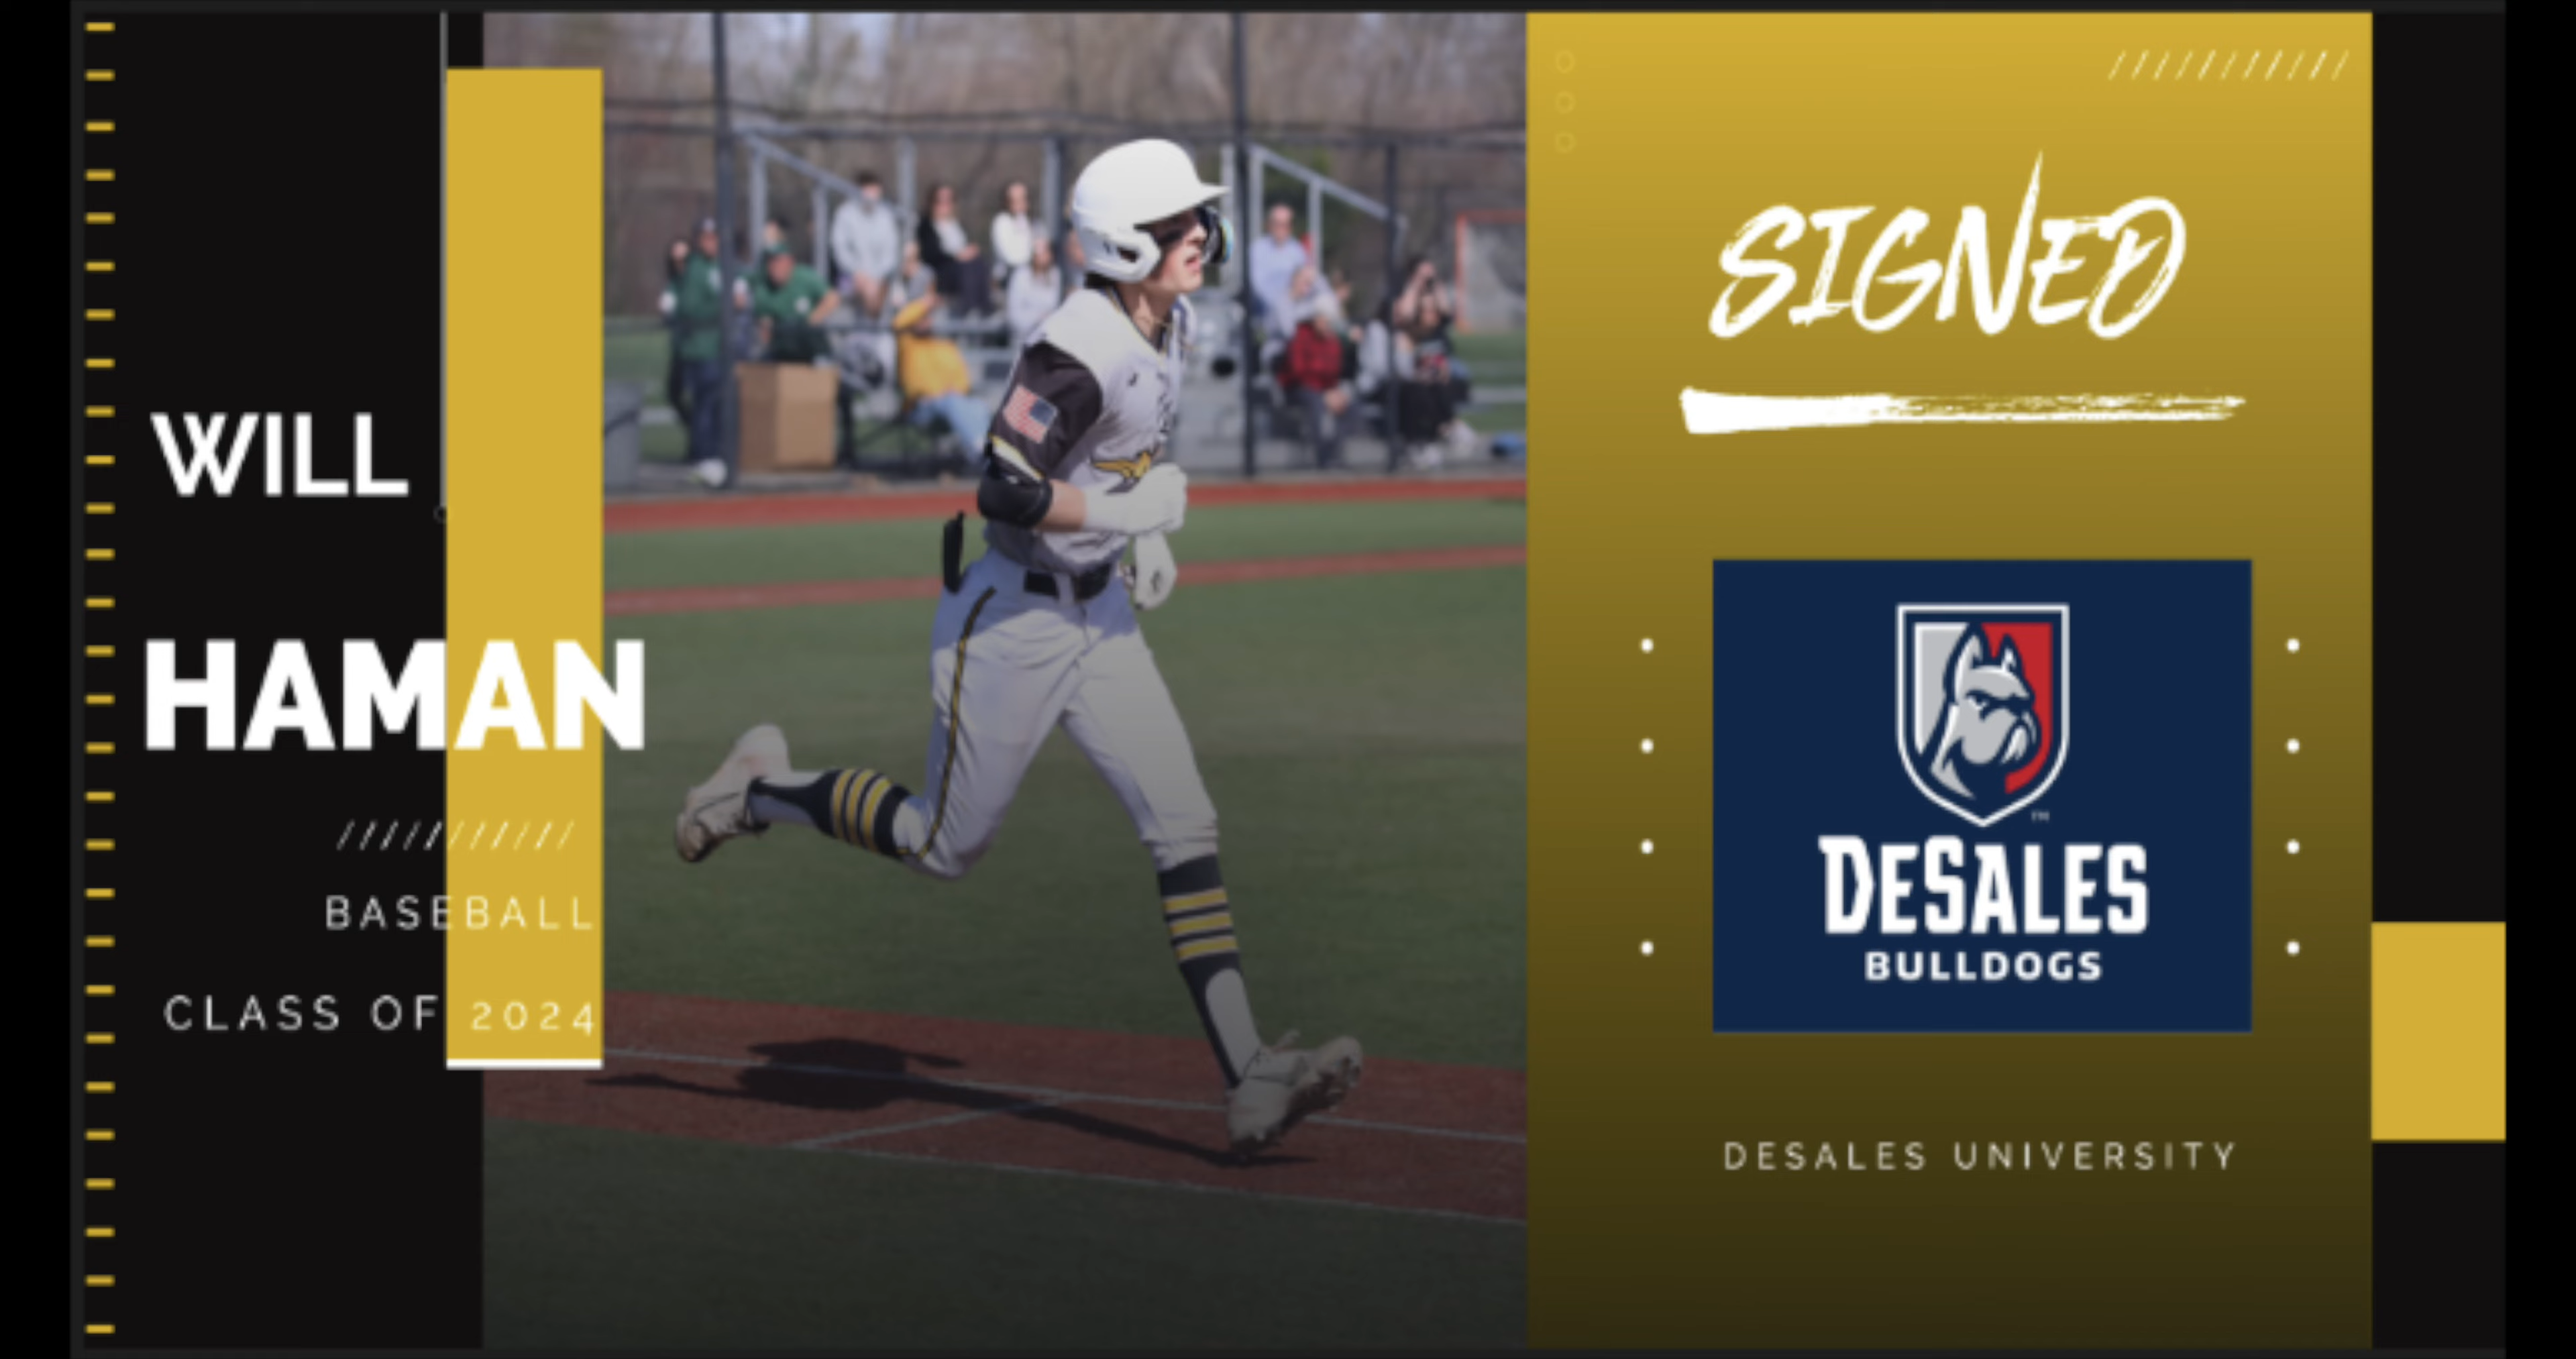 WILL
HAMAN
BASEBALL
CLASS OF 2024
SIGNED
DESALES
BULLDOGS
DESALES UNIVERSITY